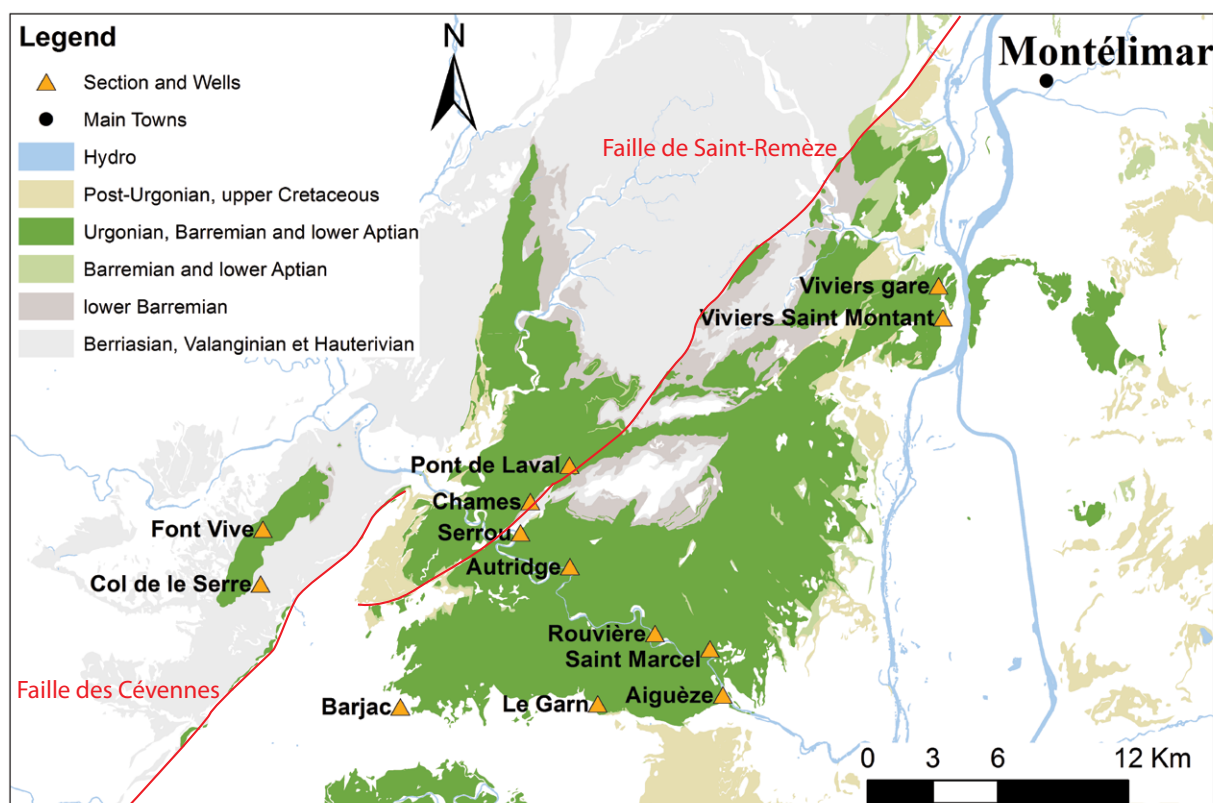 Legend
Section and Wells
Main Towns
Hydro
Post-Urgonian, upper Cretaceous
Urgonian, Barremian and lower Aptian
Barremian and lower Aptian
lower Barremian
Berriasian, Valanginian et Hauterivian
N
Montélimar
Faille de Saint-Remèze
Viviers gare
Viviers Saint Montant
Pont de Laval
Chames
Serrou
Font Vive
Autridge
Col de le Serre
Rouvière
Saint Marcel
Faille des Cévennes
Aiguèze
Le Garn
Barjac
0 3 6 12 Km